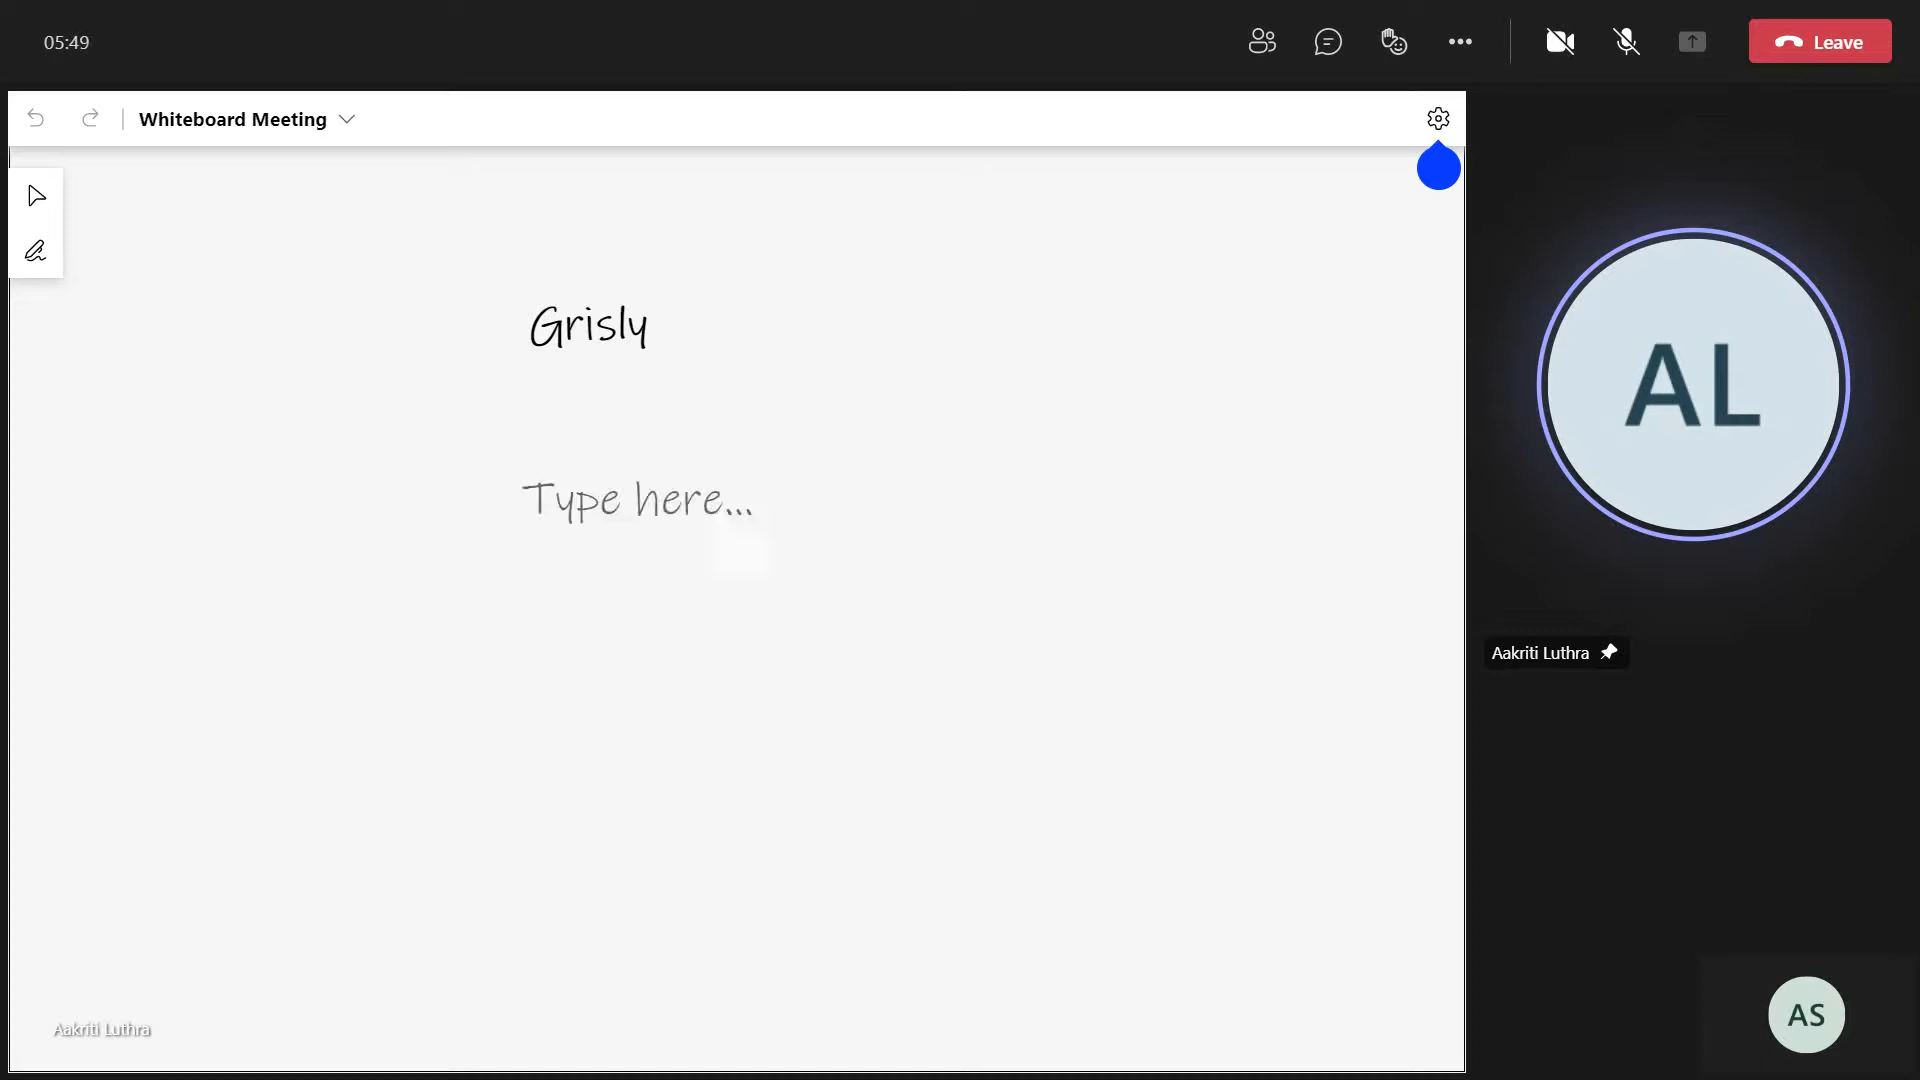 05:49
Leave
Whiteboard Meeting
Grisly
Type here...
AL
Aakriti Luthra
Aakriti Luthra
AS